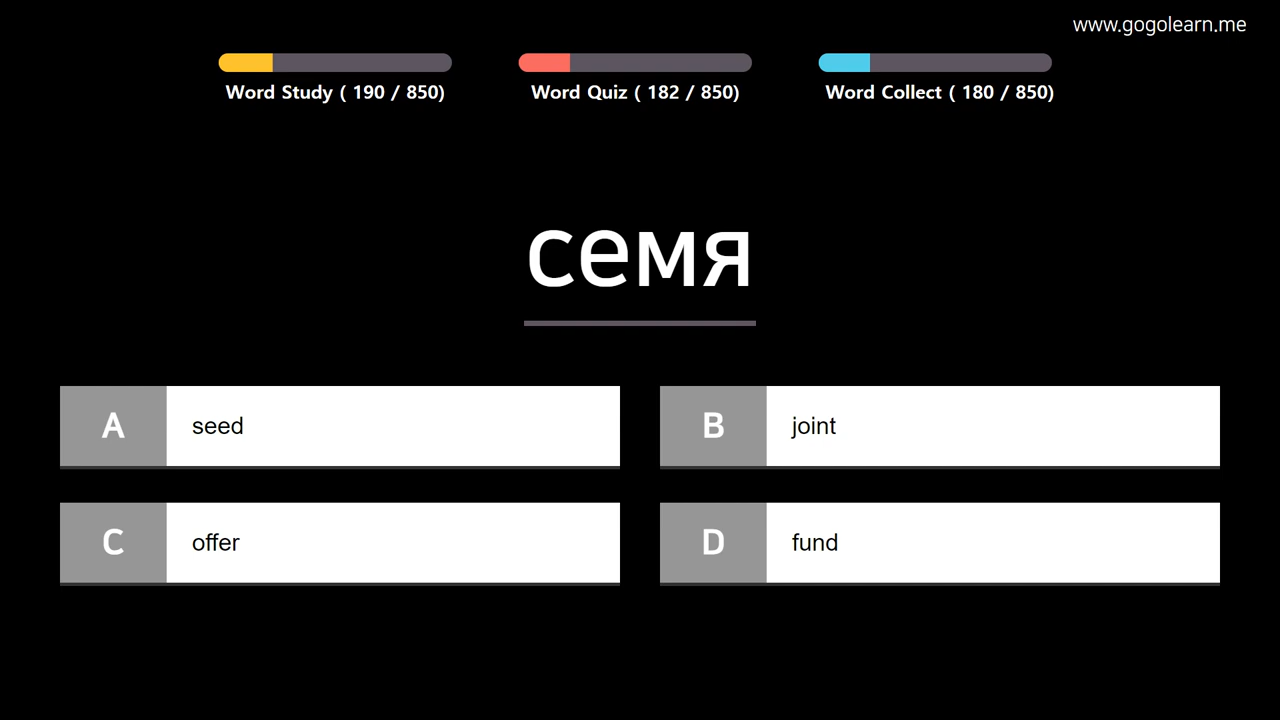 www.gogolearn.me
Word Study ( 190 / 850)
Word Quiz ( 182 / 850)
Word Collect ( 180 / 850)
семя
A seed
B joint
C offer
D fund